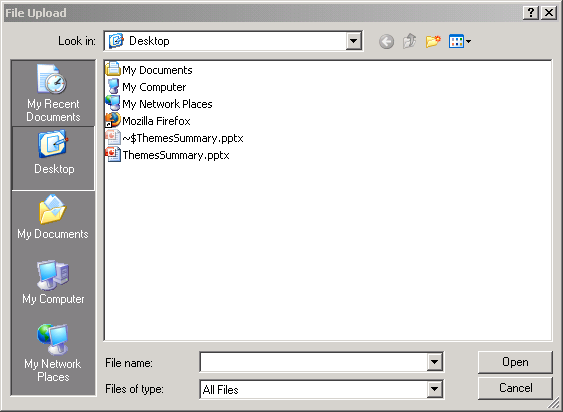 File Upload
Look in: Desktop
My Recent
Documents
Desktop
My Documents
My Computer
My Network
Places
My Documents
My Computer
My Network Places
Mozilla Firefox
~$ThemesSummary.pptx
ThemesSummary.pptx
File name:
Open
Files of type: All Files
Cancel